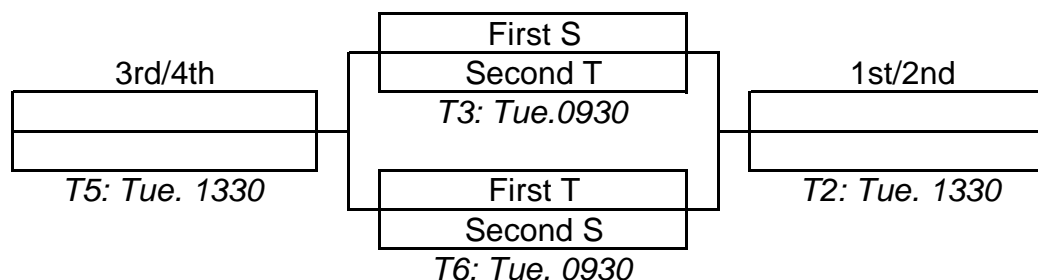 First S
Second T
T3: Tue.0930
3rd/4th
1st/2nd
T5: Tue. 1330
T2: Tue. 1330
First T
Second S
T6: Tue. 0930